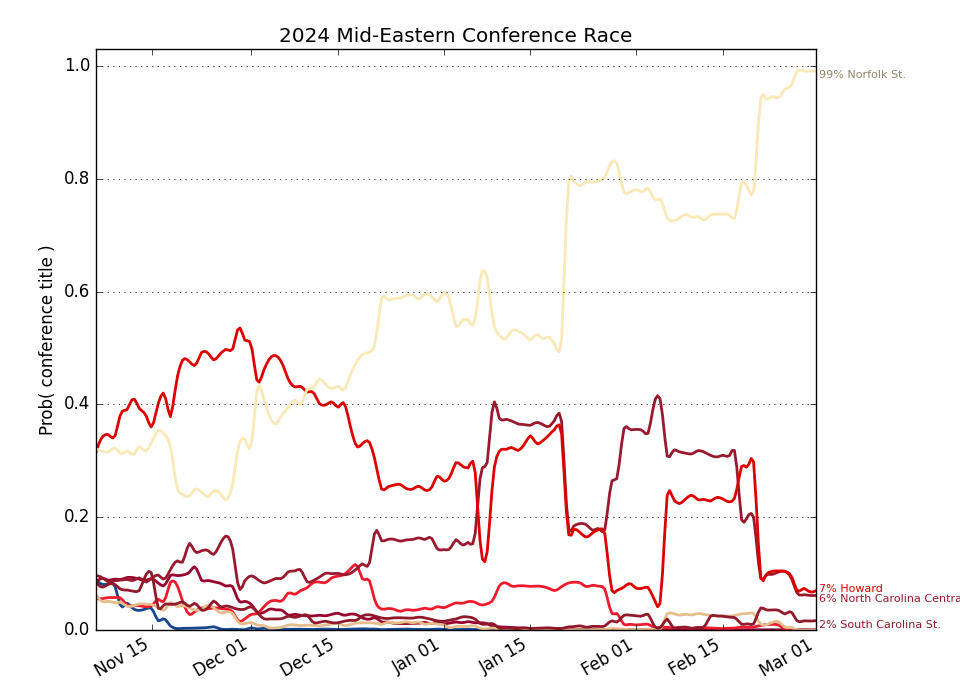 2024 Mid-Eastern Conference Race
Prob( conference title )
1.0
0.8
0.6
0.4
0.2
0.0
Nov 15
Dec 01
Dec 15
Jan 01
Jan 15
Feb 01
Feb 15
Mar 01
99% Norfolk St.
7% Howard
6% North Carolina Centra
2% South Carolina St.